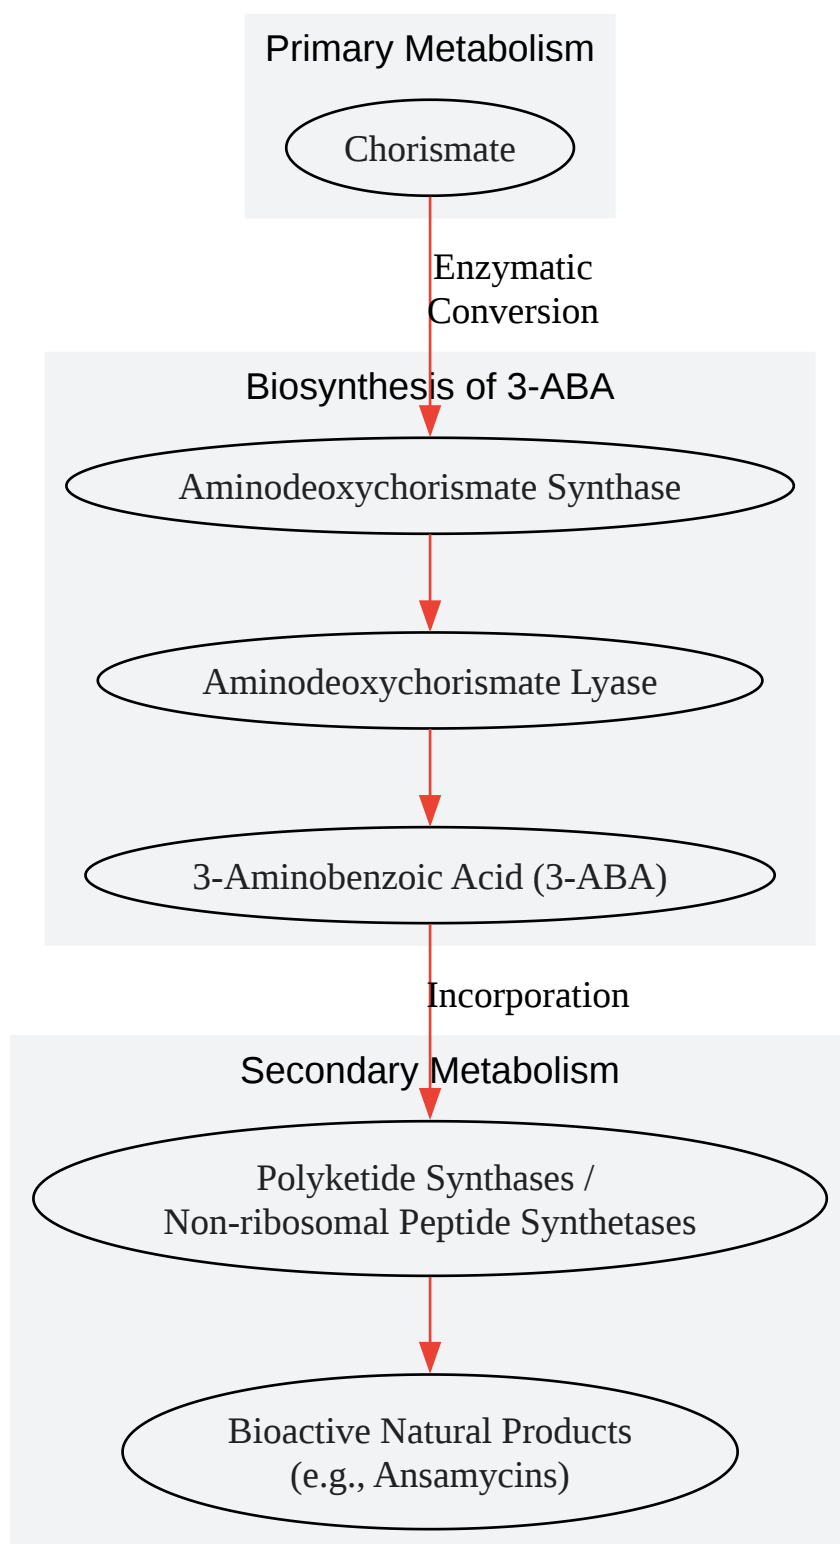 Primary Metabolism
Chorismate
Enzymatic
Conversion
Biosynthesis of 3-ABA
Aminodeoxychorismate Synthase
Aminodeoxychorismate Lyase
3-Aminobenzoic Acid (3-ABA)
Incorporation
Secondary Metabolism
Polyketide Synthases /
Non-ribosomal Peptide Synthetases
Bioactive Natural Products
(e.g., Ansamycins)